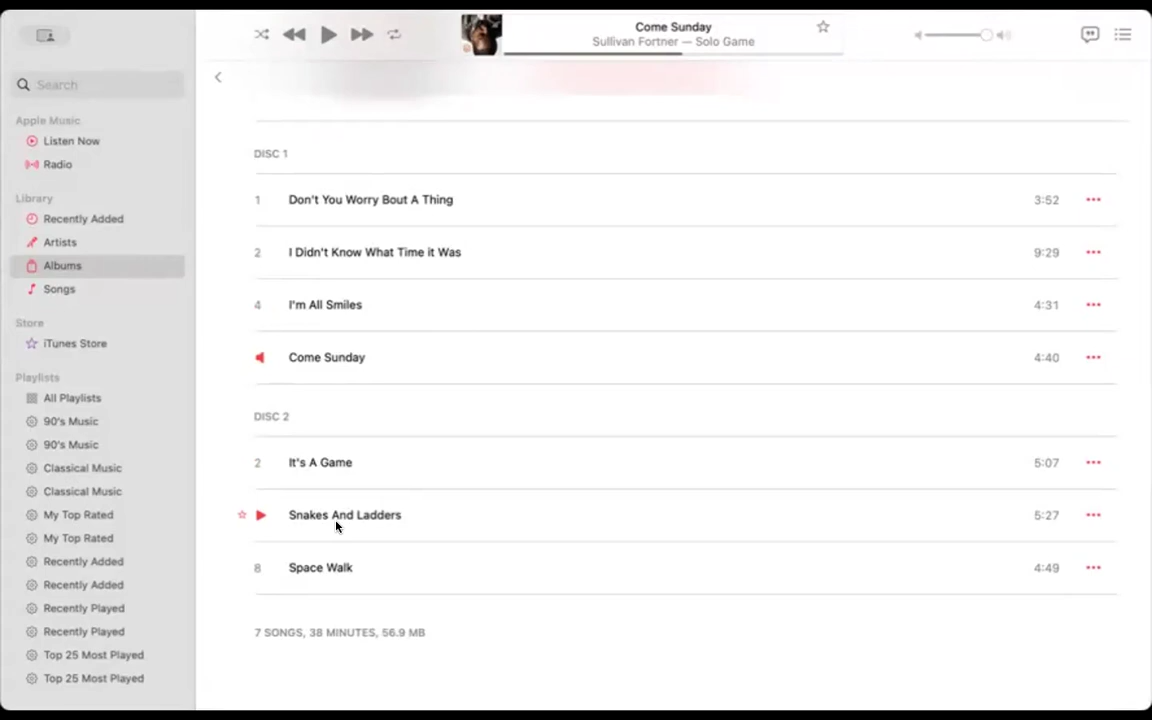 Come Sunday
Sullivan Fortner — Solo Game
Search
Apple Music
Listen Now
Radio
Library
Recently Added
Artists
Albums
Songs
Store
iTunes Store
Playlists
All Playlists
90's Music
90's Music
Classical Music
Classical Music
My Top Rated
My Top Rated
Recently Added
Recently Added
Recently Played
Recently Played
Top 25 Most Played
Top 25 Most Played
DISC 1
1 Don't You Worry Bout A Thing 3:52
2 I Didn't Know What Time it Was 9:29
4 I'm All Smiles 4:31
Come Sunday 4:40
DISC 2
2 It's A Game 5:07
Snakes And Ladders 5:27
8 Space Walk 4:49
7 SONGS, 38 MINUTES, 56.9 MB